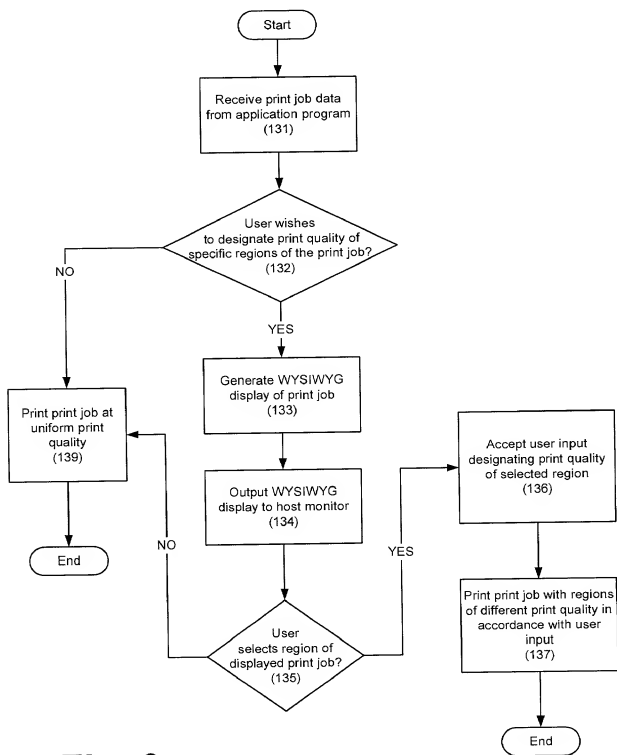 Start
Receive print job data
from application program
(131)
User wishes
to designate print quality of
specific regions of the print job?
(132)
NO
YES
Generate WYSIWYG
display of print job
(133)
Print print job at
uniform print
quality
(139)
Accept user input
designating print quality
of selected region
(136)
Output WYSIWYG
display to host monitor
(134)
NO
YES
End
Print print job with regions
of different print quality in
accordance with user
input
(137)
User
selects region of
displayed print job?
(135)
End